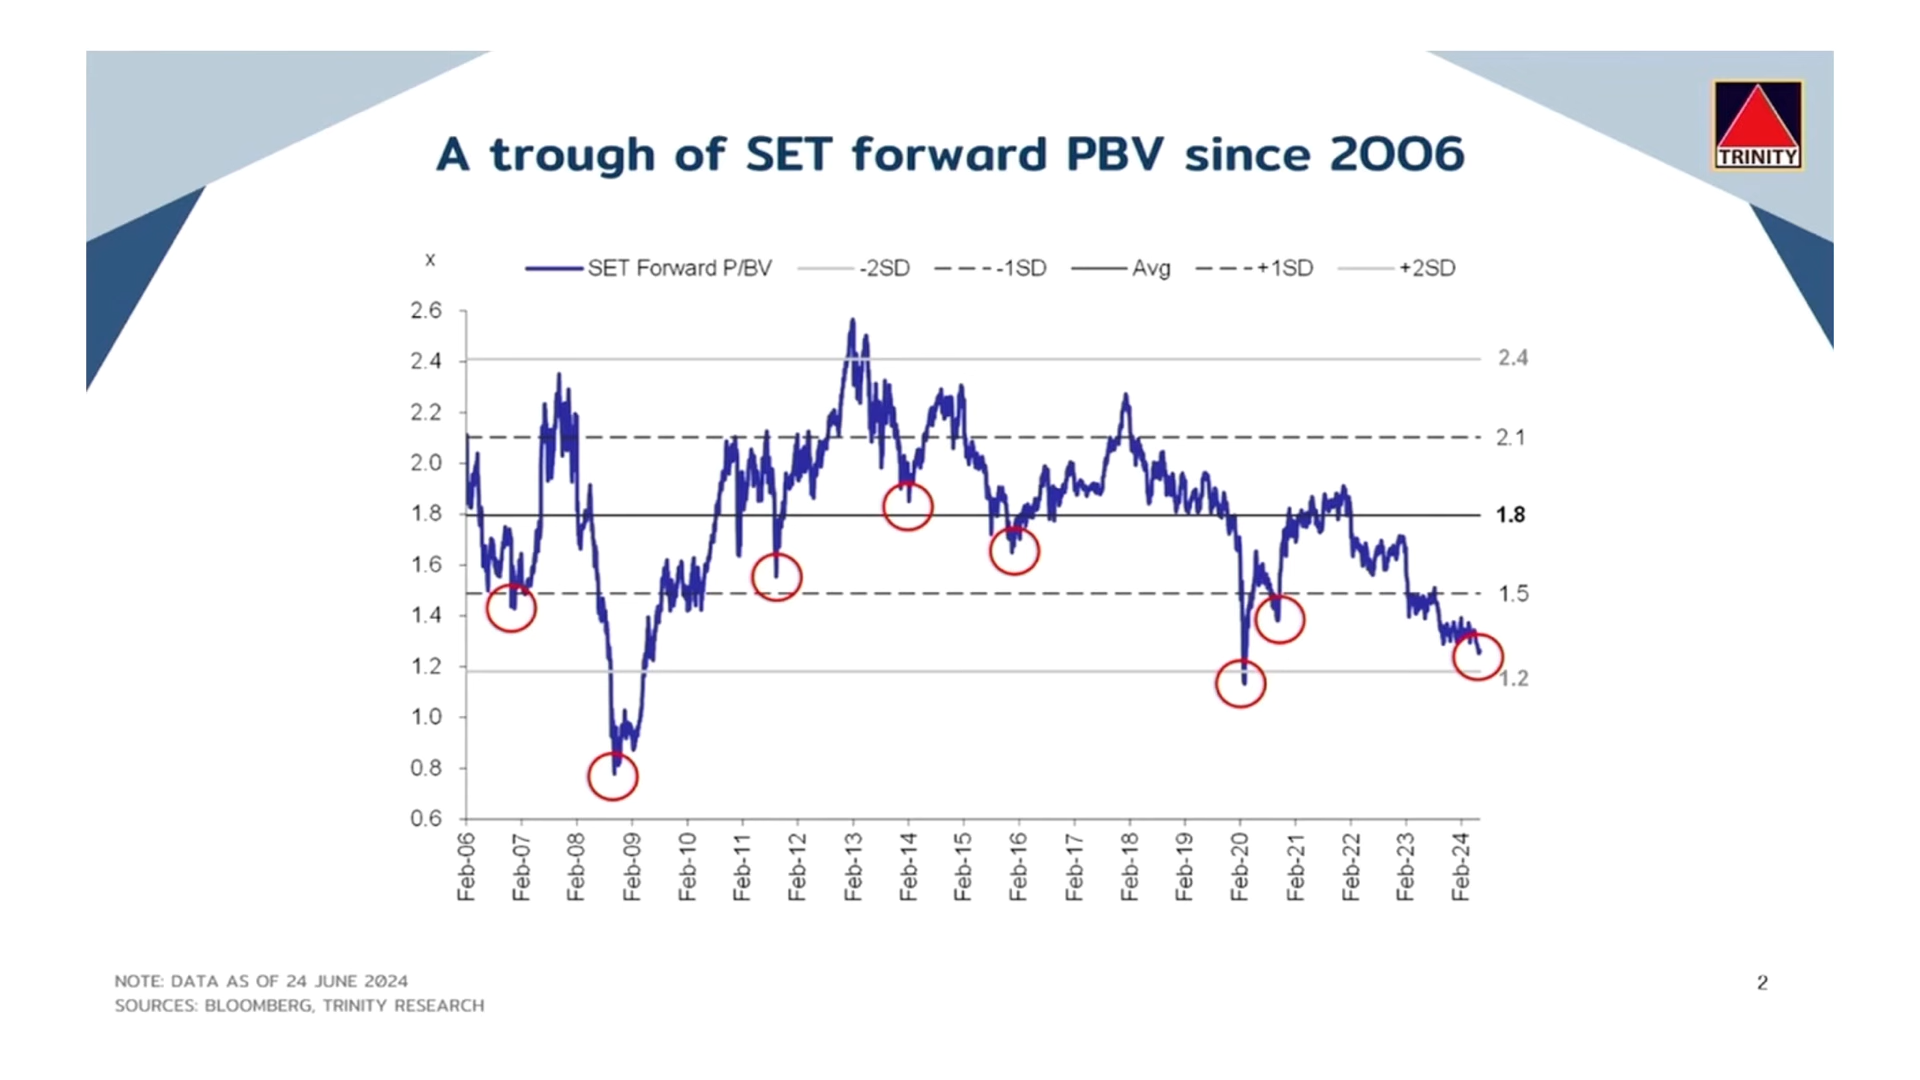 TRINITY
A trough of SET forward PBV since 2006
x
SET Forward P/BV -2SD -1SD Avg +1SD +2SD
2.6
2.4
2.2
2.0
1.8
1.6
1.4
1.2
1.0
0.8
0.6
2.4
2.1
1.8
1.5
1.2
Feb-06
Feb-07
Feb-08
Feb-09
Feb-10
Feb-11
Feb-12
Feb-13
Feb-14
Feb-15
Feb-16
Feb-17
Feb-18
Feb-19
Feb-20
Feb-21
Feb-22
Feb-23
Feb-24
NOTE: DATA AS OF 24 JUNE 2024
SOURCES: BLOOMBERG, TRINITY RESEARCH
2